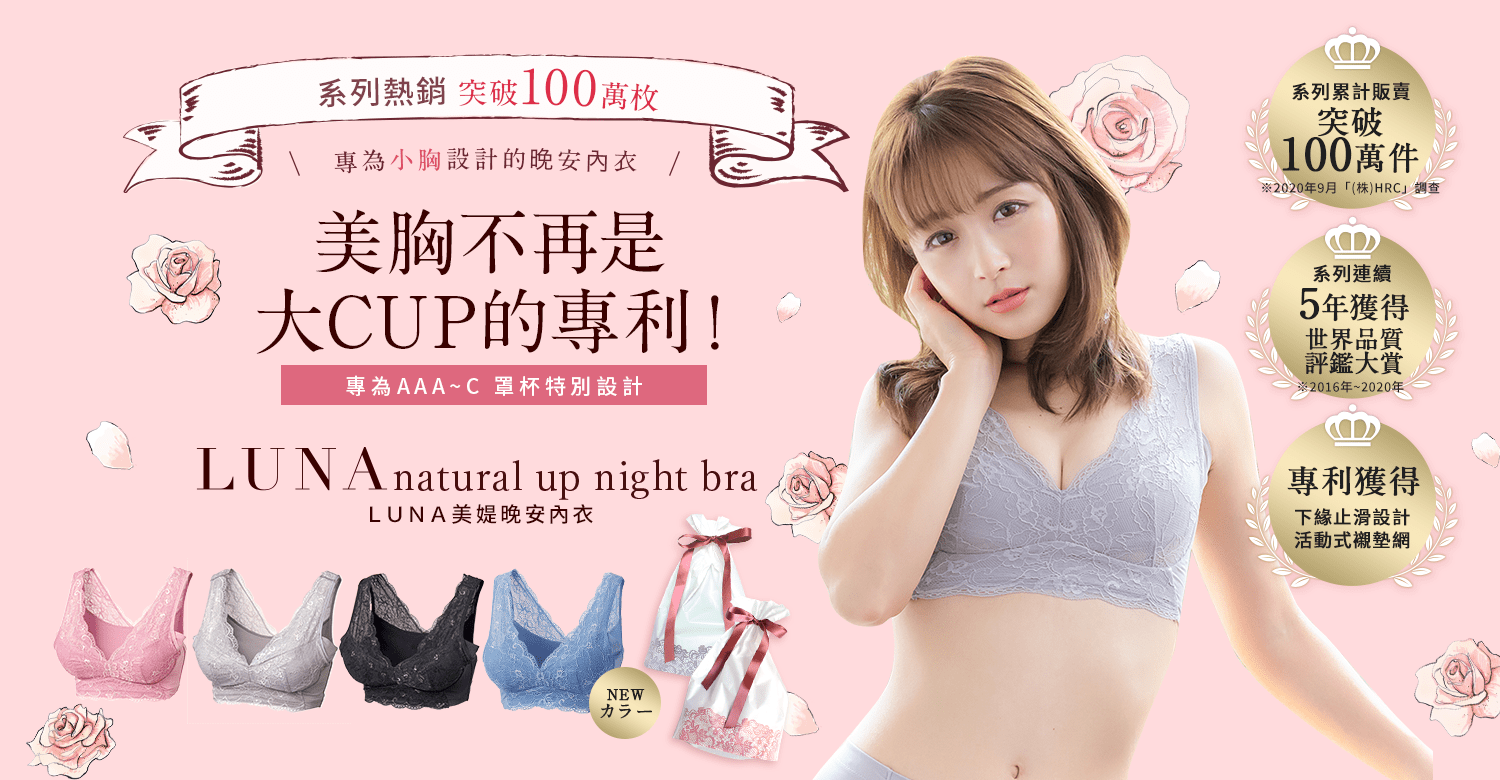 系列熱銷 突破100萬枚
\ 專為小胸設計的晚安內衣 /
美胸不再是
大CUP的專利!
專為AAA~C 罩杯特別設計
LUNA natural up night bra
LUNA美媞晚安內衣
NEW
カラー
系列累計販賣
突破
100萬件
※2020年9月「(株)HRC」調查
系列連續
5年獲得
世界品質
評鑑大賞
※2016年~2020年
專利獲得
下緣止滑設計
活動式襯墊網